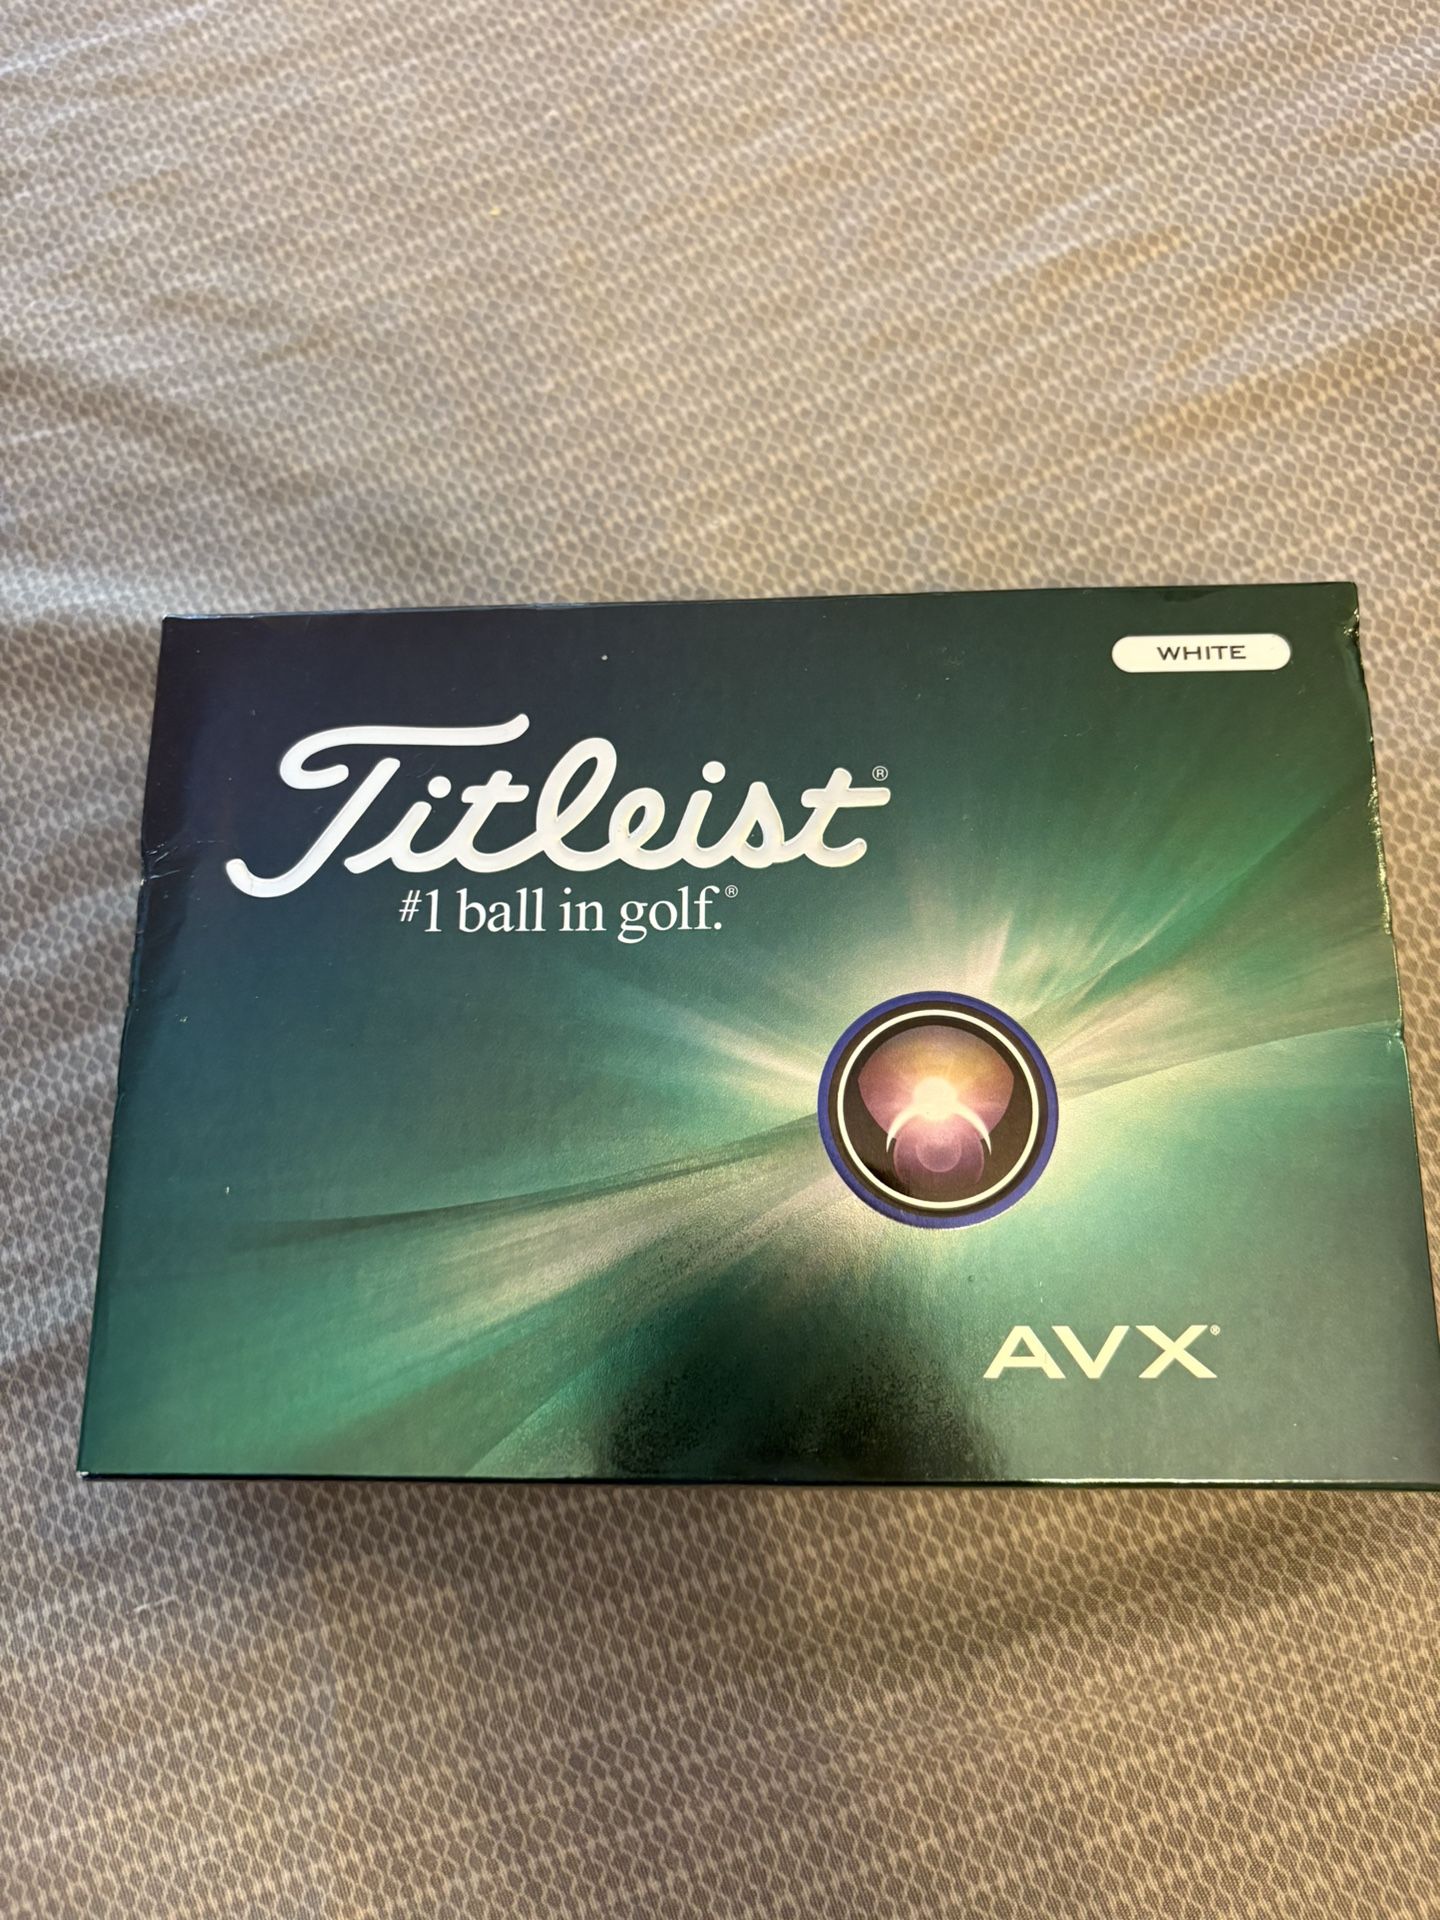 WHITE
Titleist®
#1 ball in golf.®
AVX®